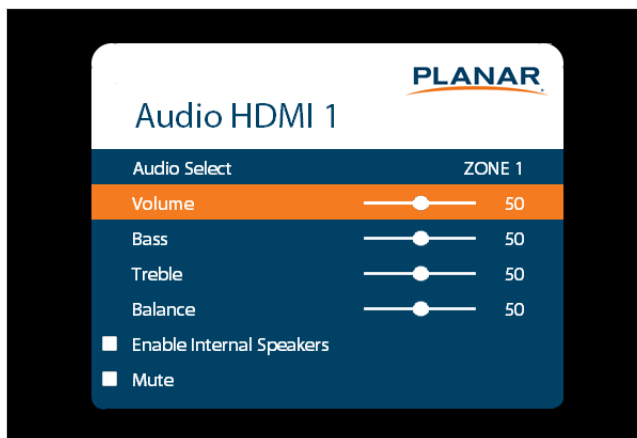 PLANAR
Audio HDMI 1
Audio Select ZONE 1
Volume 50
Bass 50
Treble 50
Balance 50
Enable Internal Speakers
Mute